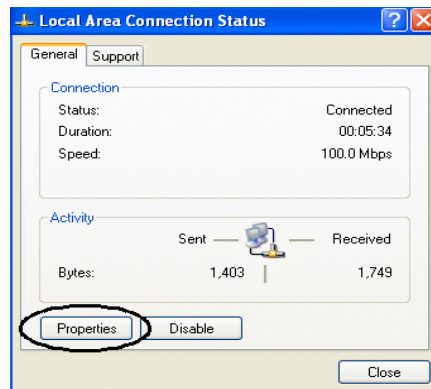 Local Area Connection Status
General Support
Connection
Status: Connected
Duration: 00:05:34
Speed: 100.0 Mbps
Activity
Sent Received
Bytes: 1,403 1,749
Properties Disable
Close